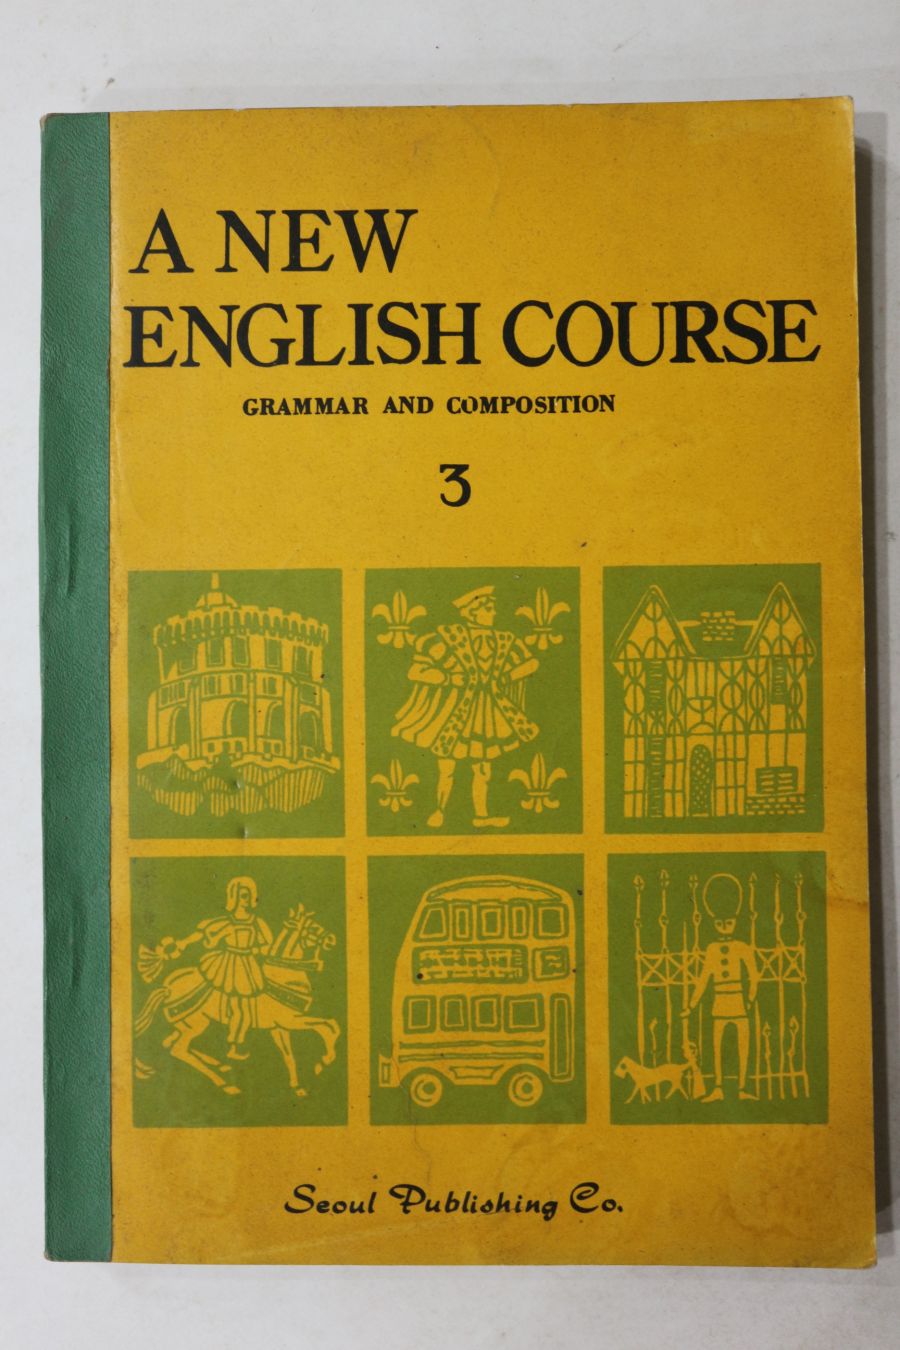 A NEW
ENGLISH COURSE
GRAMMAR AND COMPOSITION
3
Seoul Publishing Co.